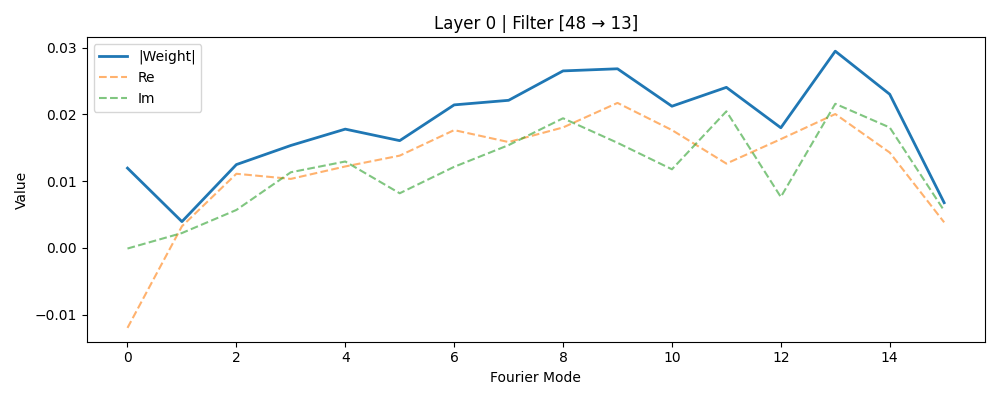 Layer 0 | Filter [48 → 13]
|Weight|
Re
Im
Value
0.03
0.02
0.01
0.00
−0.01
0 2 4 6 8 10 12 14
Fourier Mode